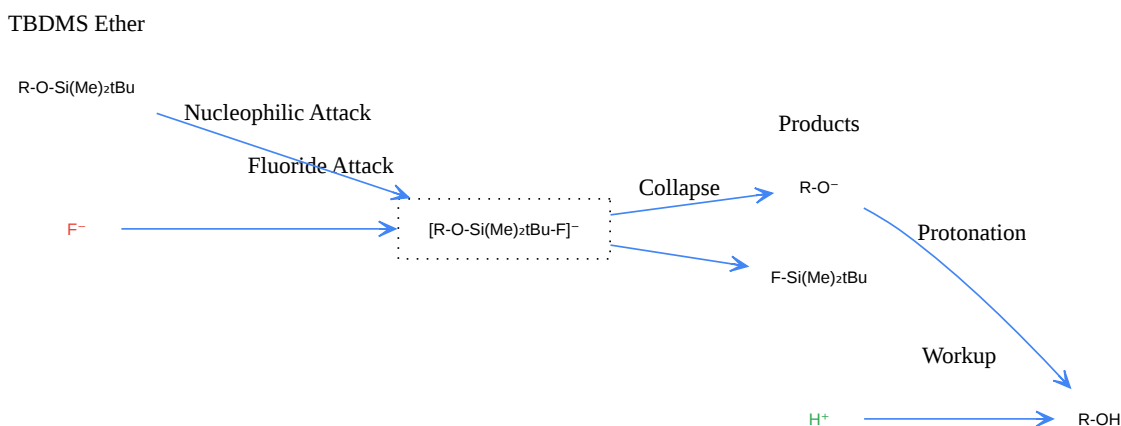 TBDMS Ether
R-O-Si(Me)₂tBu
Nucleophilic Attack
Products
Fluoride Attack
Collapse
R-O⁻
F⁻
[R-O-Si(Me)₂tBu-F]⁻
Protonation
F-Si(Me)₂tBu
Workup
H⁺
R-OH